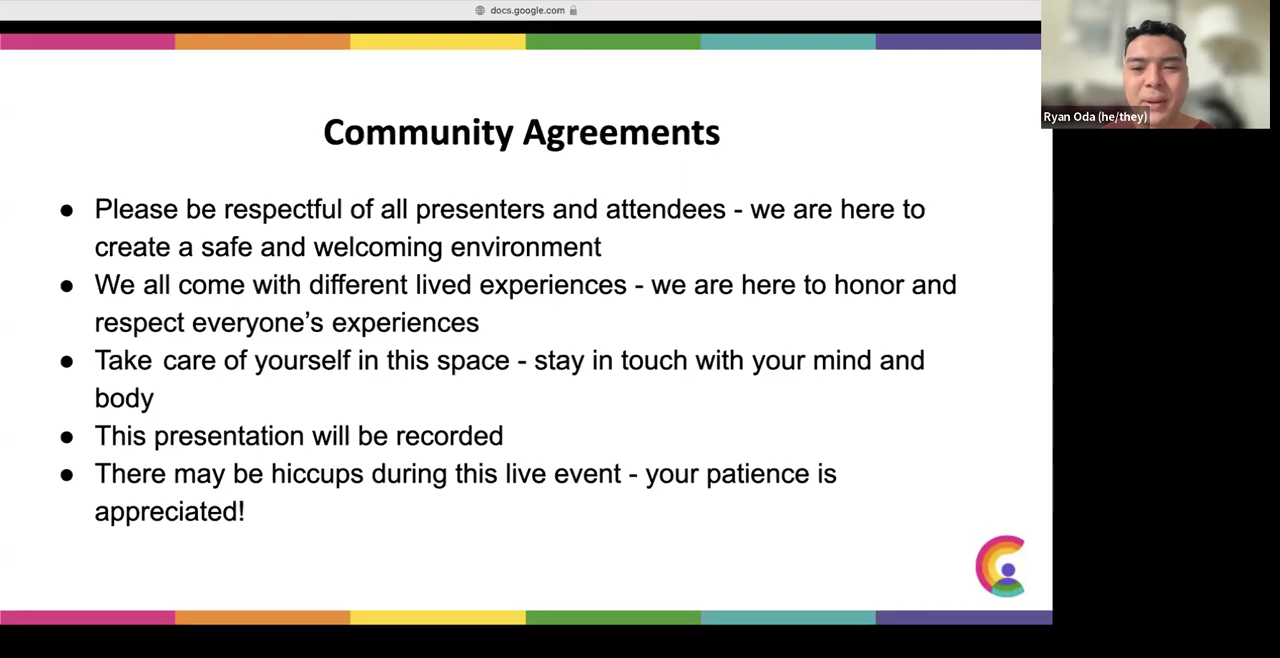 docs.google.com
Ryan Oda (he/they)
Community Agreements
● Please be respectful of all presenters and attendees - we are here to
create a safe and welcoming environment
● We all come with different lived experiences - we are here to honor and
respect everyone’s experiences
● Take care of yourself in this space - stay in touch with your mind and
body
● This presentation will be recorded
● There may be hiccups during this live event - your patience is
appreciated!